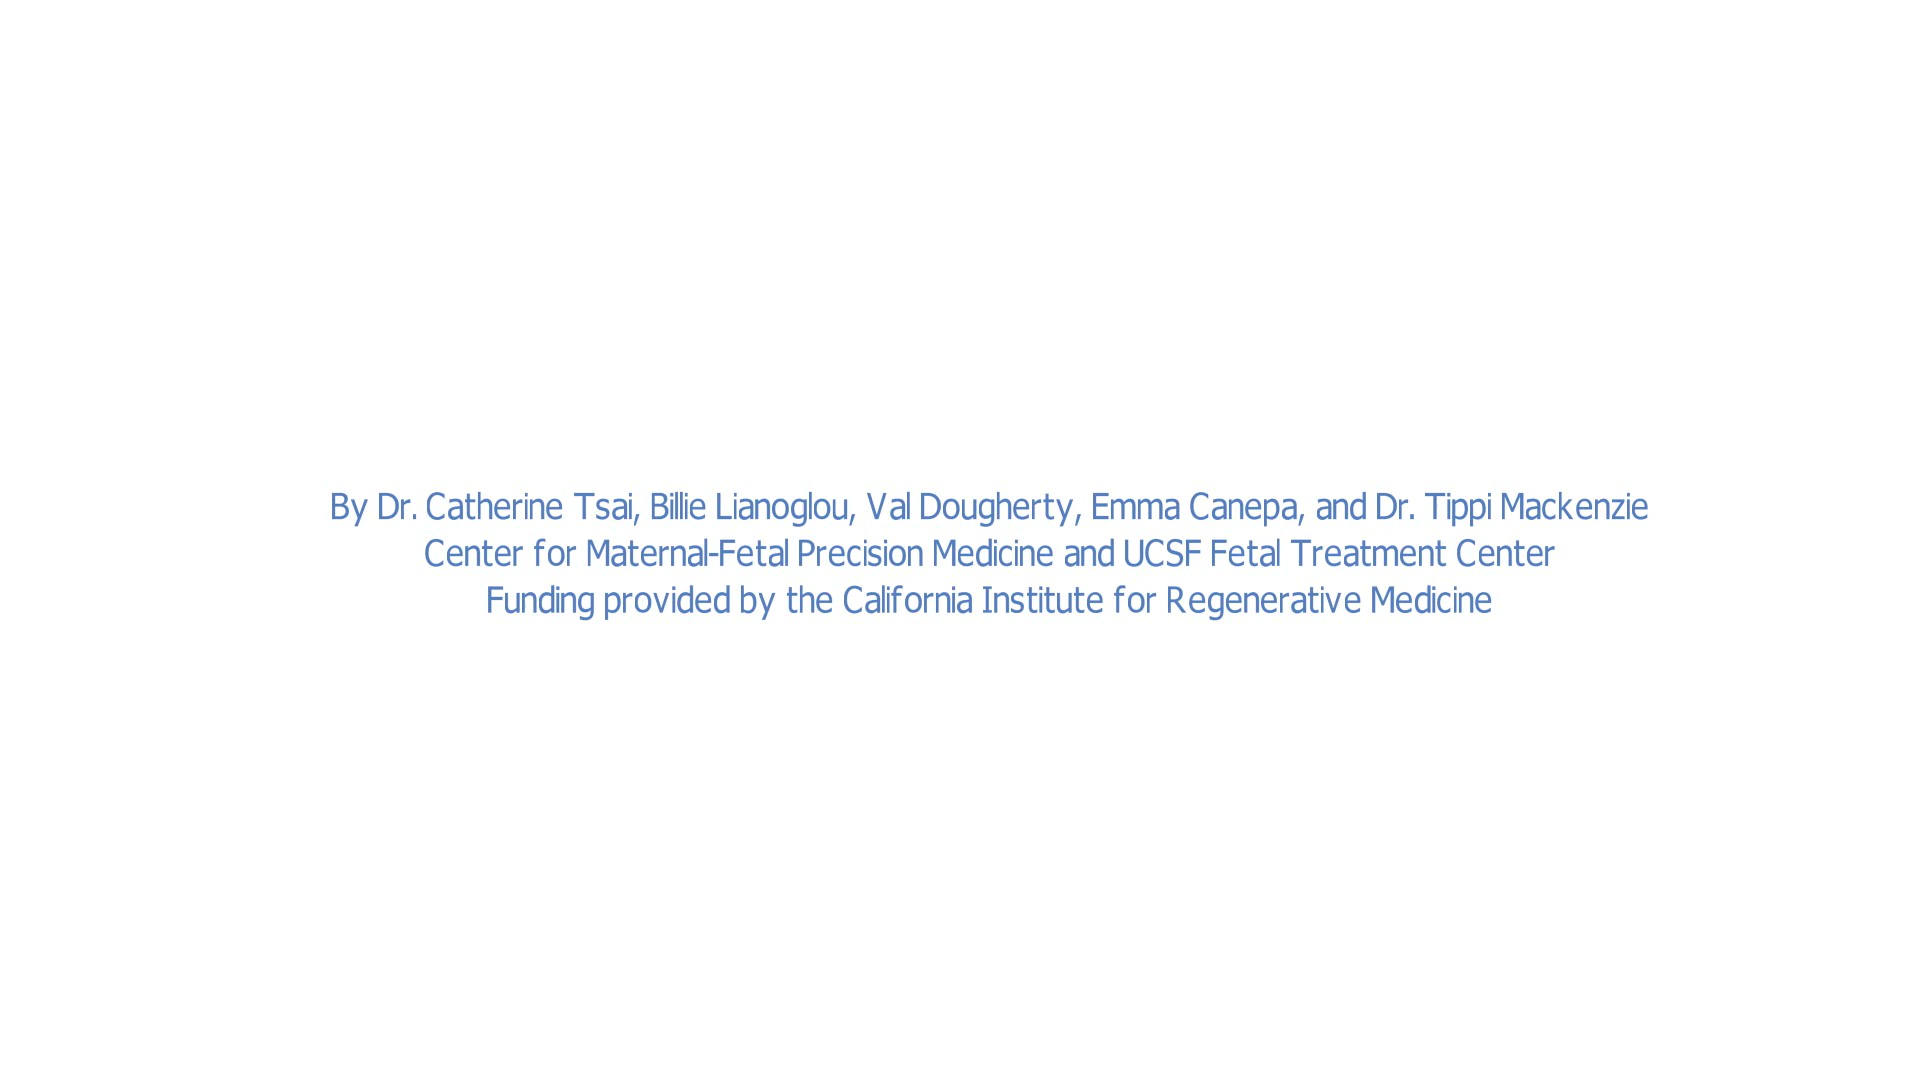 By Dr. Catherine Tsai, Billie Lianoglou, Val Dougherty, Emma Canepa, and Dr. Tippi Mackenzie
Center for Maternal-Fetal Precision Medicine and UCSF Fetal Treatment Center
Funding provided by the California Institute for Regenerative Medicine